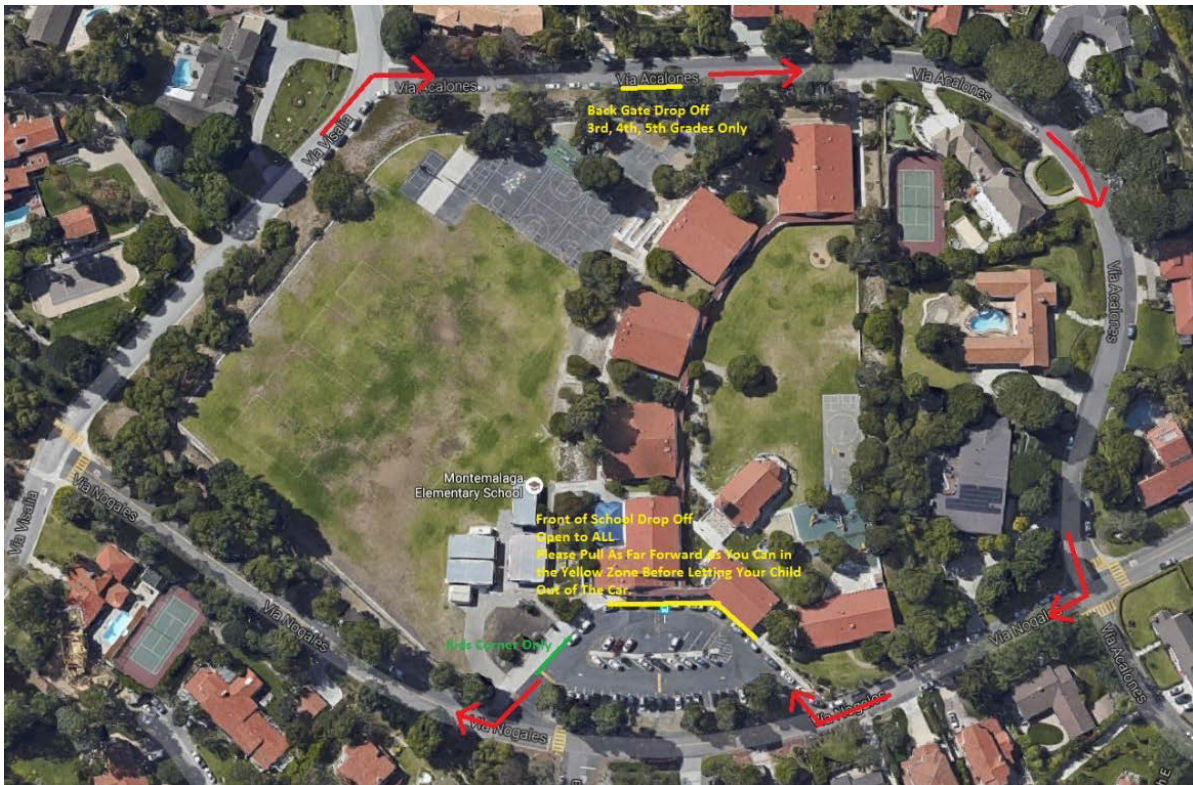 Via Acalones
Via Acalones
Via Acalones
Back Gate Drop Off
3rd, 4th, 5th Grades Only
Via Visalia
Via Acalones
Montemalaga
Elementary School
Via Nogales
Via Visalia
Front of School Drop Off
Open to ALL
Please Pull As Far Forward As You Can in
the Yellow Zone Before Letting Your Child
Out of The Car.
Via Nogales
Via Nogales
Kids Corner Only
Via Acalones
Via Nogales
Via Nogales